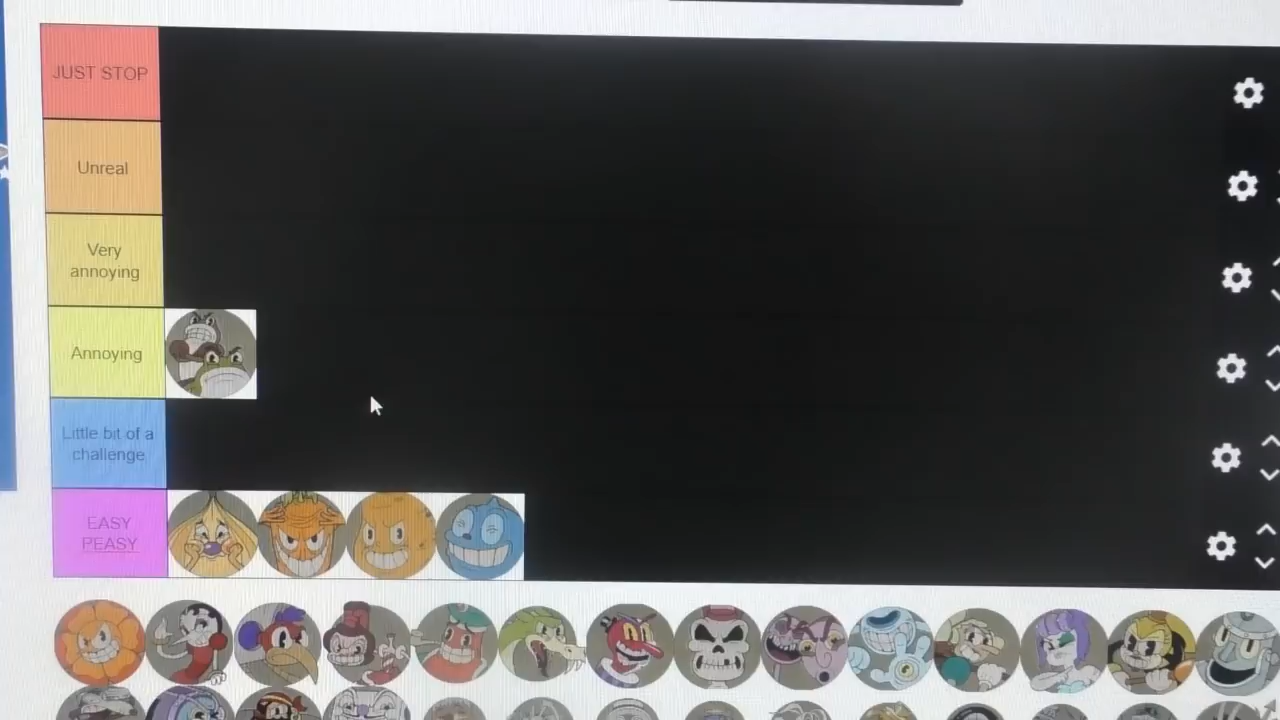 JUST STOP
Unreal
Very
annoying
Annoying
Little bit of a
challenge
EASY
PEASY